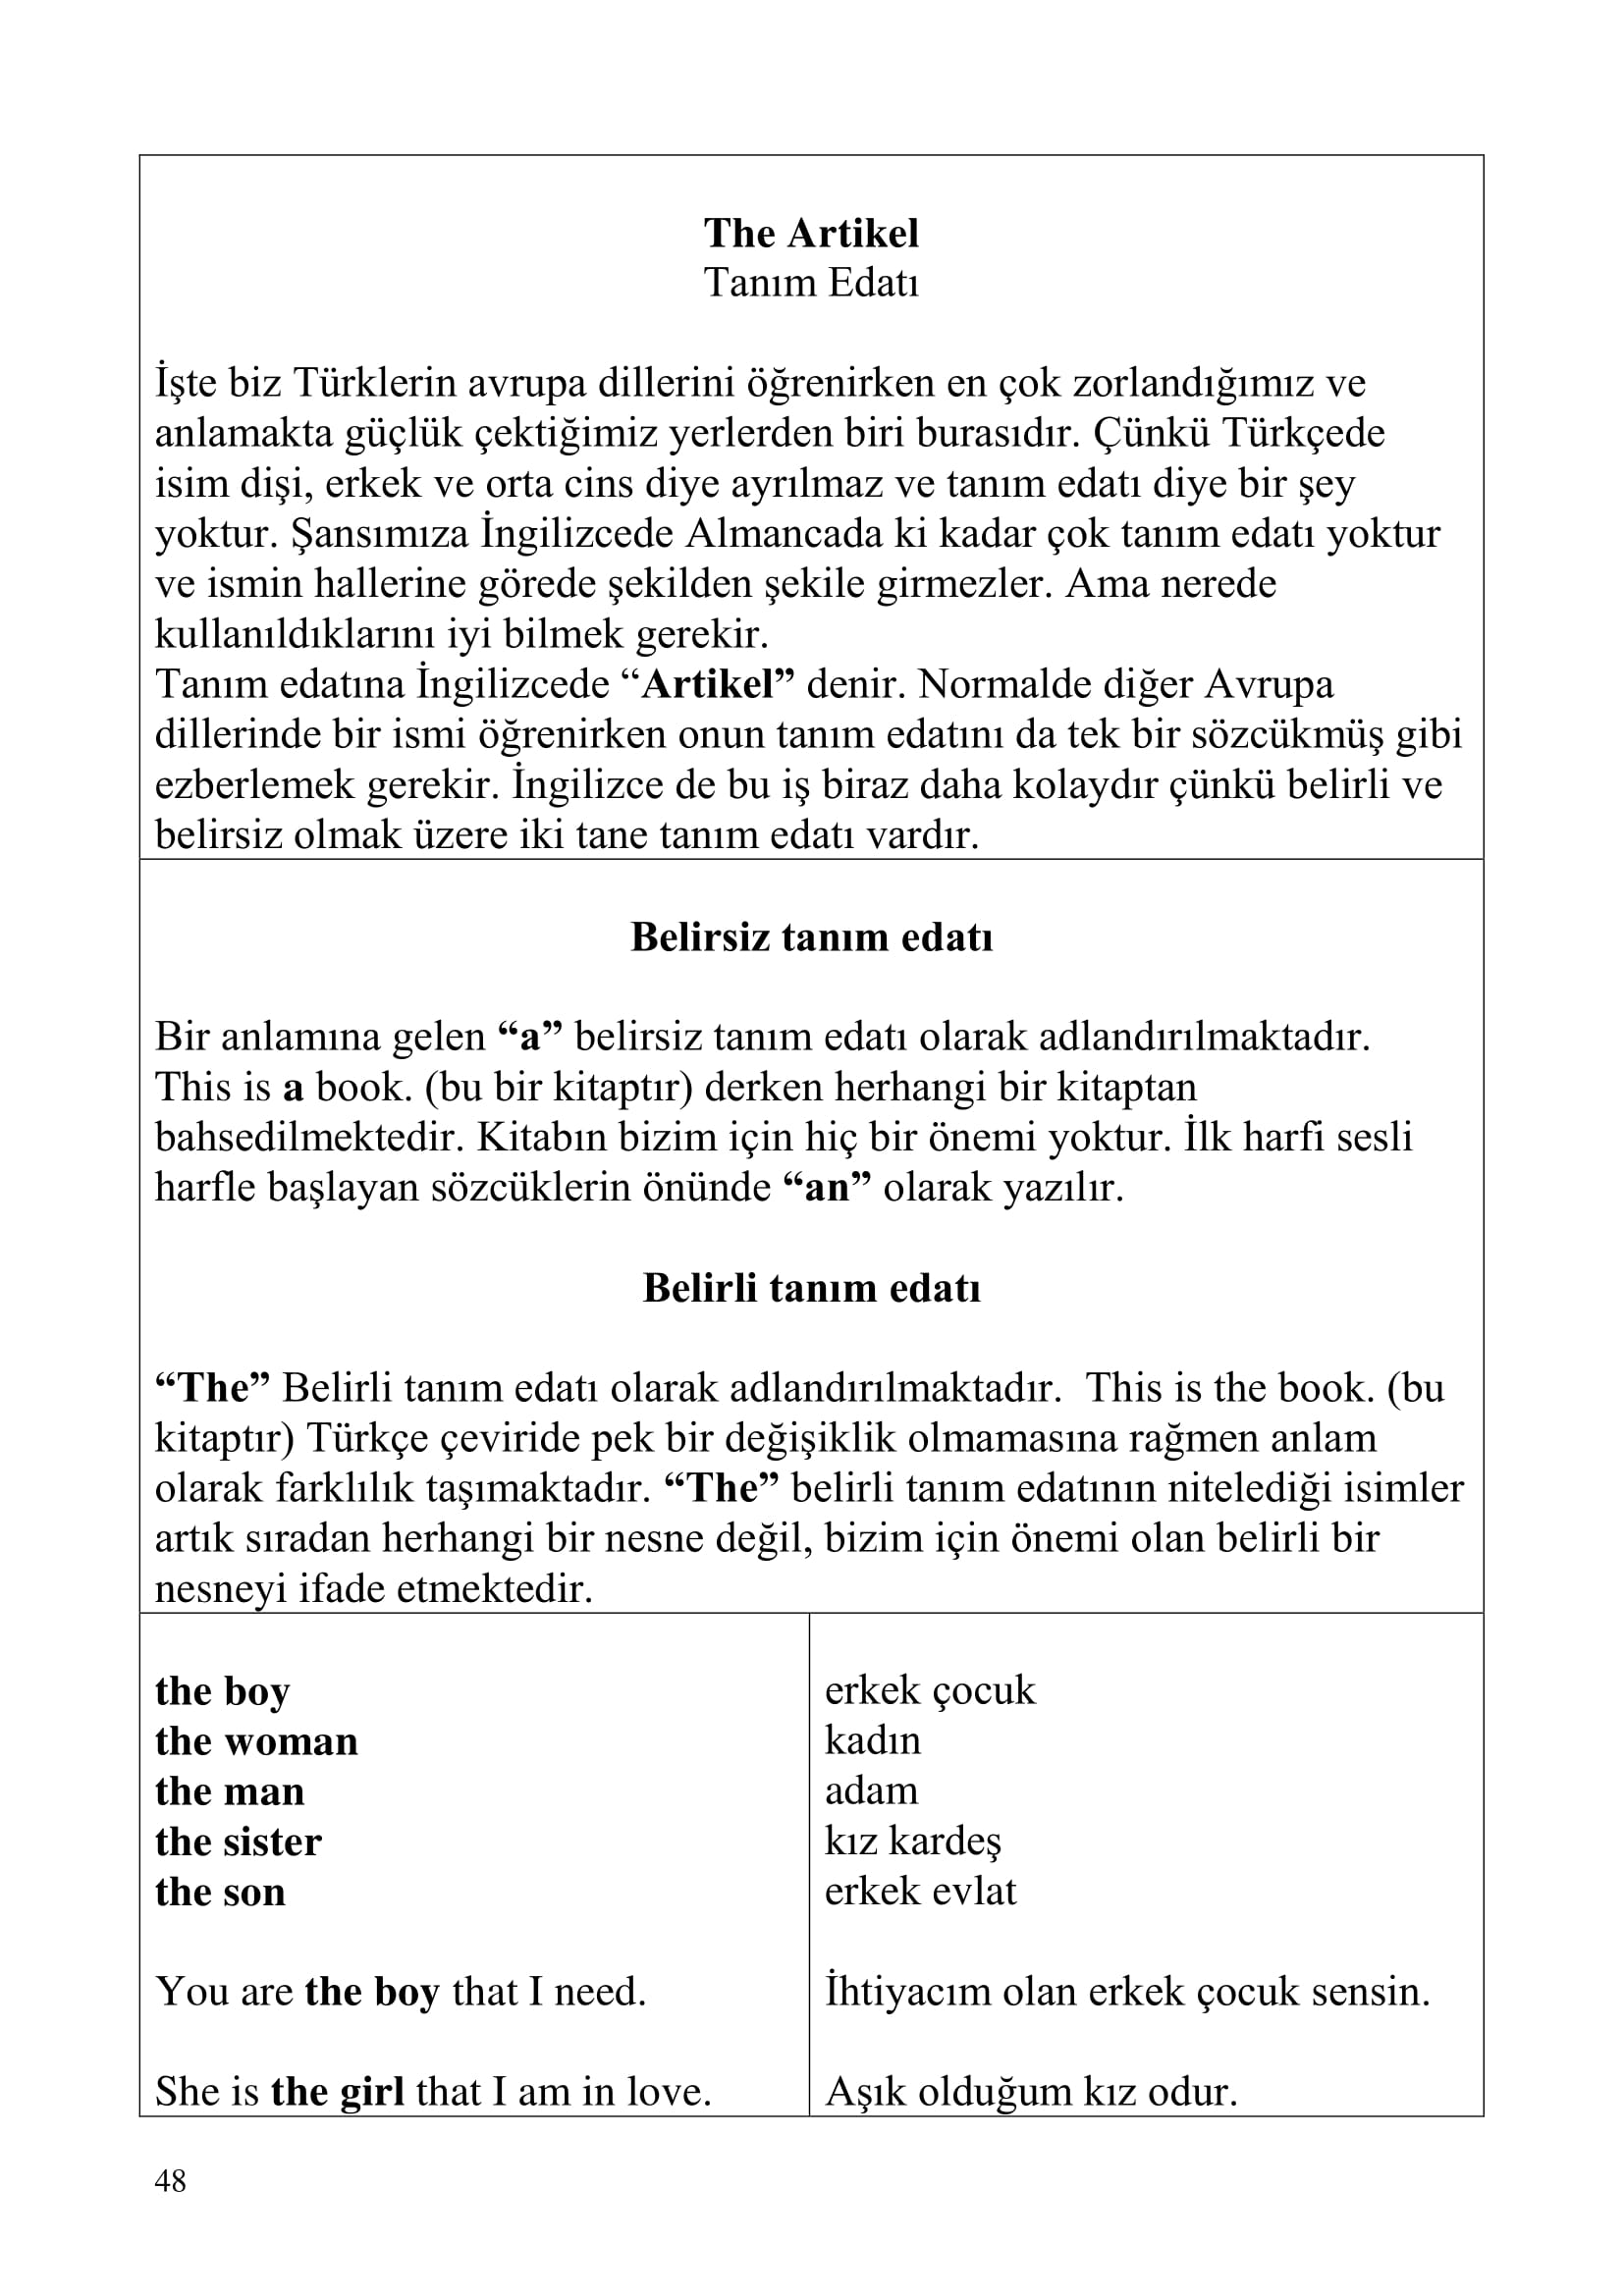 The Artikel
Tanım Edatı
İşte biz Türklerin avrupa dillerini öğrenirken en çok zorlandığımız ve
anlamakta güçlük çektiğimiz yerlerden biri burasıdır. Çünkü Türkçede
isim dişi, erkek ve orta cins diye ayrılmaz ve tanım edatı diye bir şey
yoktur. Şansımıza İngilizcede Almancada ki kadar çok tanım edatı yoktur
ve ismin hallerine görede şekilden şekile girmezler. Ama nerede
kullanıldıklarını iyi bilmek gerekir.
Tanım edatına İngilizcede “Artikel” denir. Normalde diğer Avrupa
dillerinde bir ismi öğrenirken onun tanım edatını da tek bir sözcükmüş gibi
ezberlemek gerekir. İngilizce de bu iş biraz daha kolaydır çünkü belirli ve
belirsiz olmak üzere iki tane tanım edatı vardır.
Belirsiz tanım edatı
Bir anlamına gelen “a” belirsiz tanım edatı olarak adlandırılmaktadır.
This is a book. (bu bir kitaptır) derken herhangi bir kitaptan
bahsedilmektedir. Kitabın bizim için hiç bir önemi yoktur. İlk harfi sesli
harfle başlayan sözcüklerin önünde “an” olarak yazılır.
Belirli tanım edatı
“The” Belirli tanım edatı olarak adlandırılmaktadır.  This is the book. (bu
kitaptır) Türkçe çeviride pek bir değişiklik olmamasına rağmen anlam
olarak farklılık taşımaktadır. “The” belirli tanım edatının nitelediği isimler
artık sıradan herhangi bir nesne değil, bizim için önemi olan belirli bir
nesneyi ifade etmektedir.
the boy
the woman
the man
the sister
the son
You are the boy that I need.
She is the girl that I am in love.
erkek çocuk
kadın
adam
kız kardeş
erkek evlat
İhtiyacım olan erkek çocuk sensin.
Aşık olduğum kız odur.
48